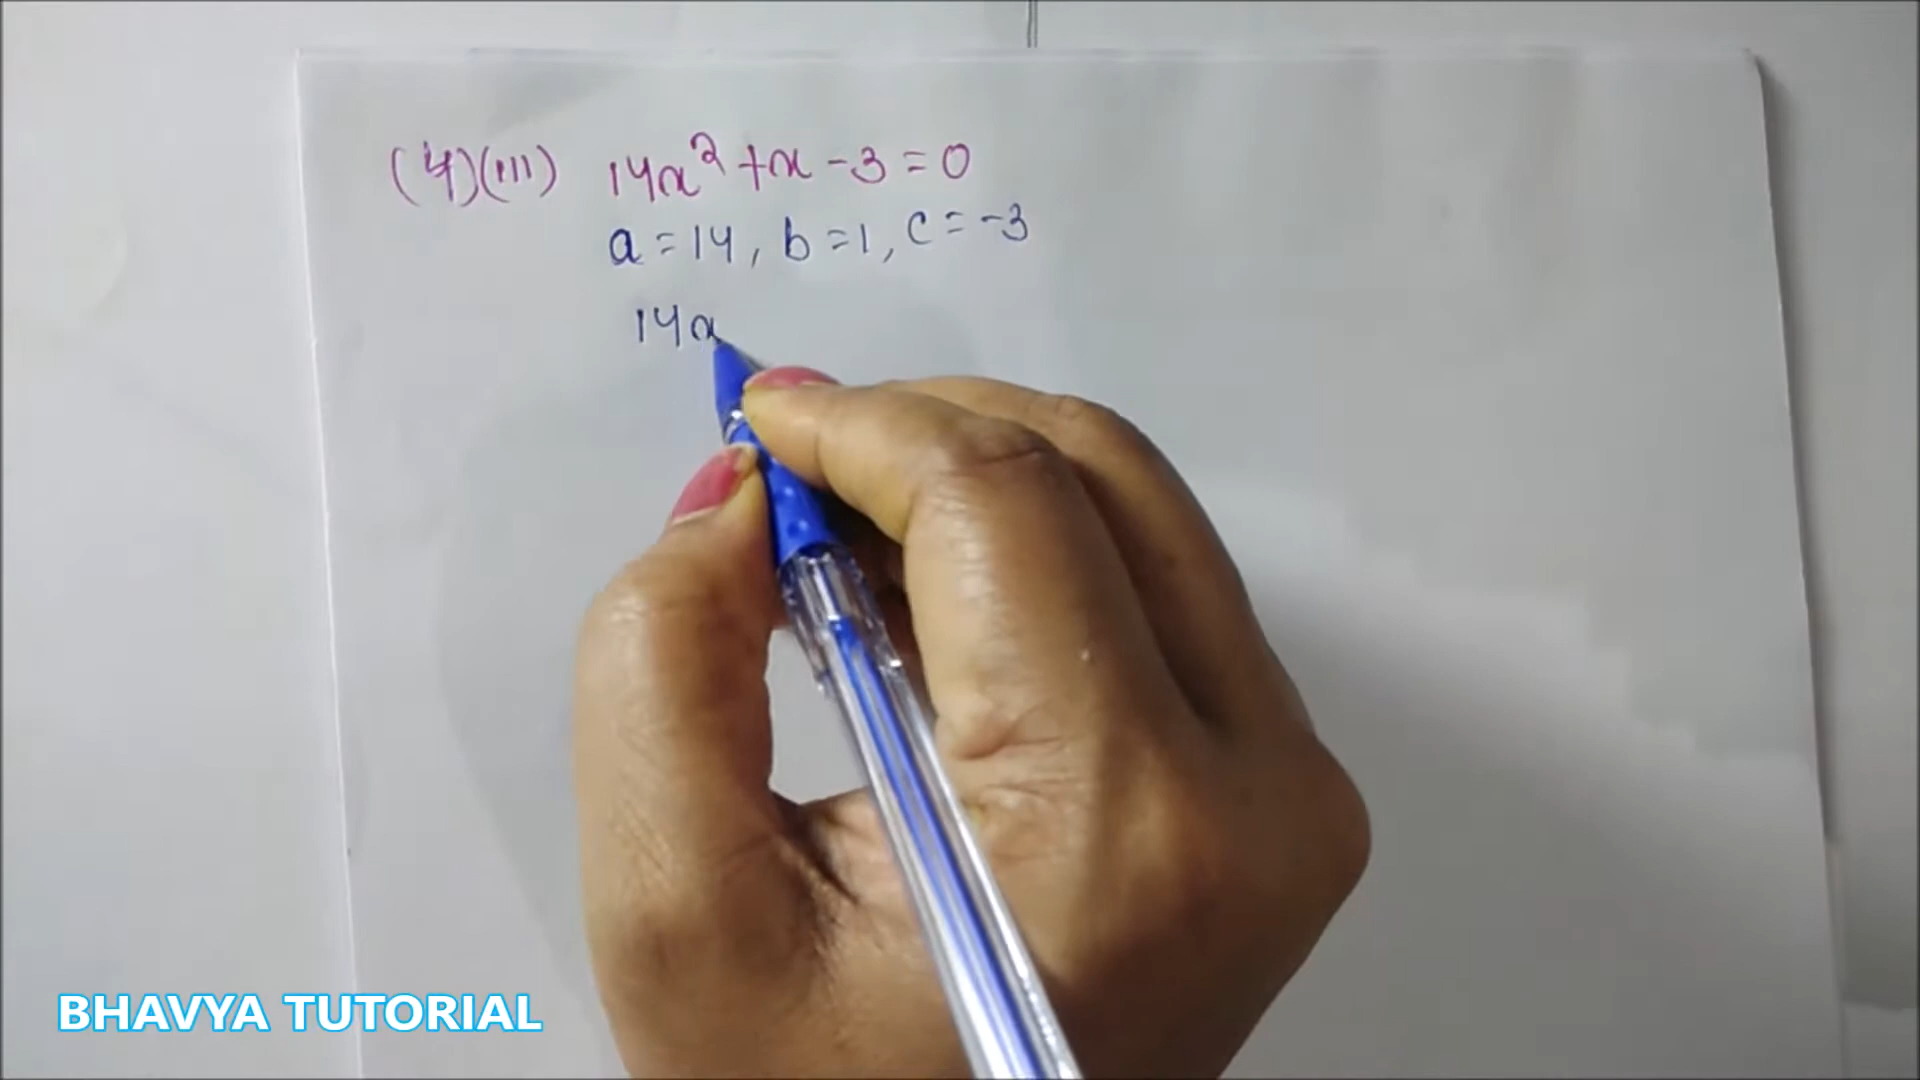 (4)(iii) 14x² + x - 3 = 0
a = 14, b = 1, c = -3
14x
BHAVYA TUTORIAL